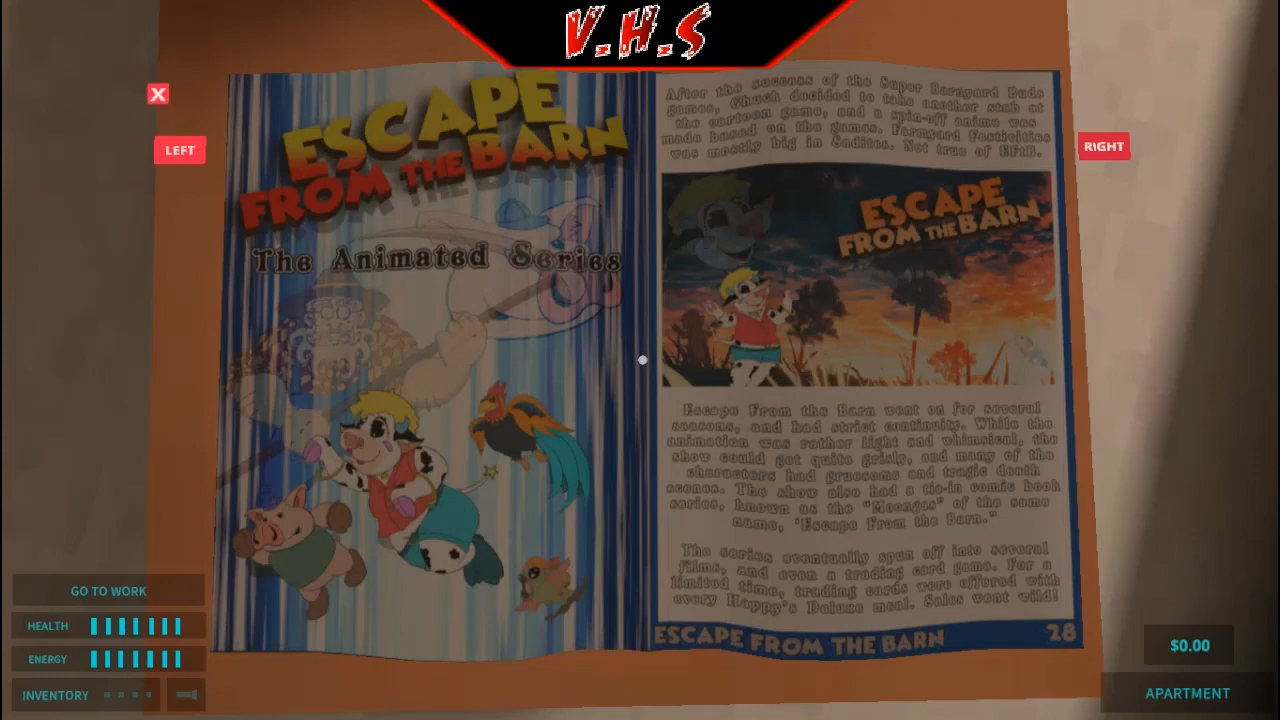 V.H.S
X
LEFT
RIGHT
ESCAPE
FROM THE BARN
The Animated Series
After the success of the Super Barngard Buds
games, Ghuch decided to take another stab at
the cartoon game, and a spin-off anime was
made based on the games. Farmgard Festivities
was mostly big in Sadites. Not true of EFtB.
ESCAPE
FROM THE BARN
Escape From the Barn went on for several
seasons, and had strict continuity. While the
animation was rather light and whimsical, the
show could get quite grisly, and many of the
characters had gruesome and tragic death
scenes. The show also had a tie-in comic book
series, known as the "Moongas" of the same
name, "Escape From the Barn."
The series eventually spun off into several
films, and even a trading card game. For a
limited time, trading cards were offered with
every Happy's Deluxe meal. Sales went wild!
ESCAPE FROM THE BARN 28
GO TO WORK
HEALTH
ENERGY
INVENTORY
$0.00
APARTMENT